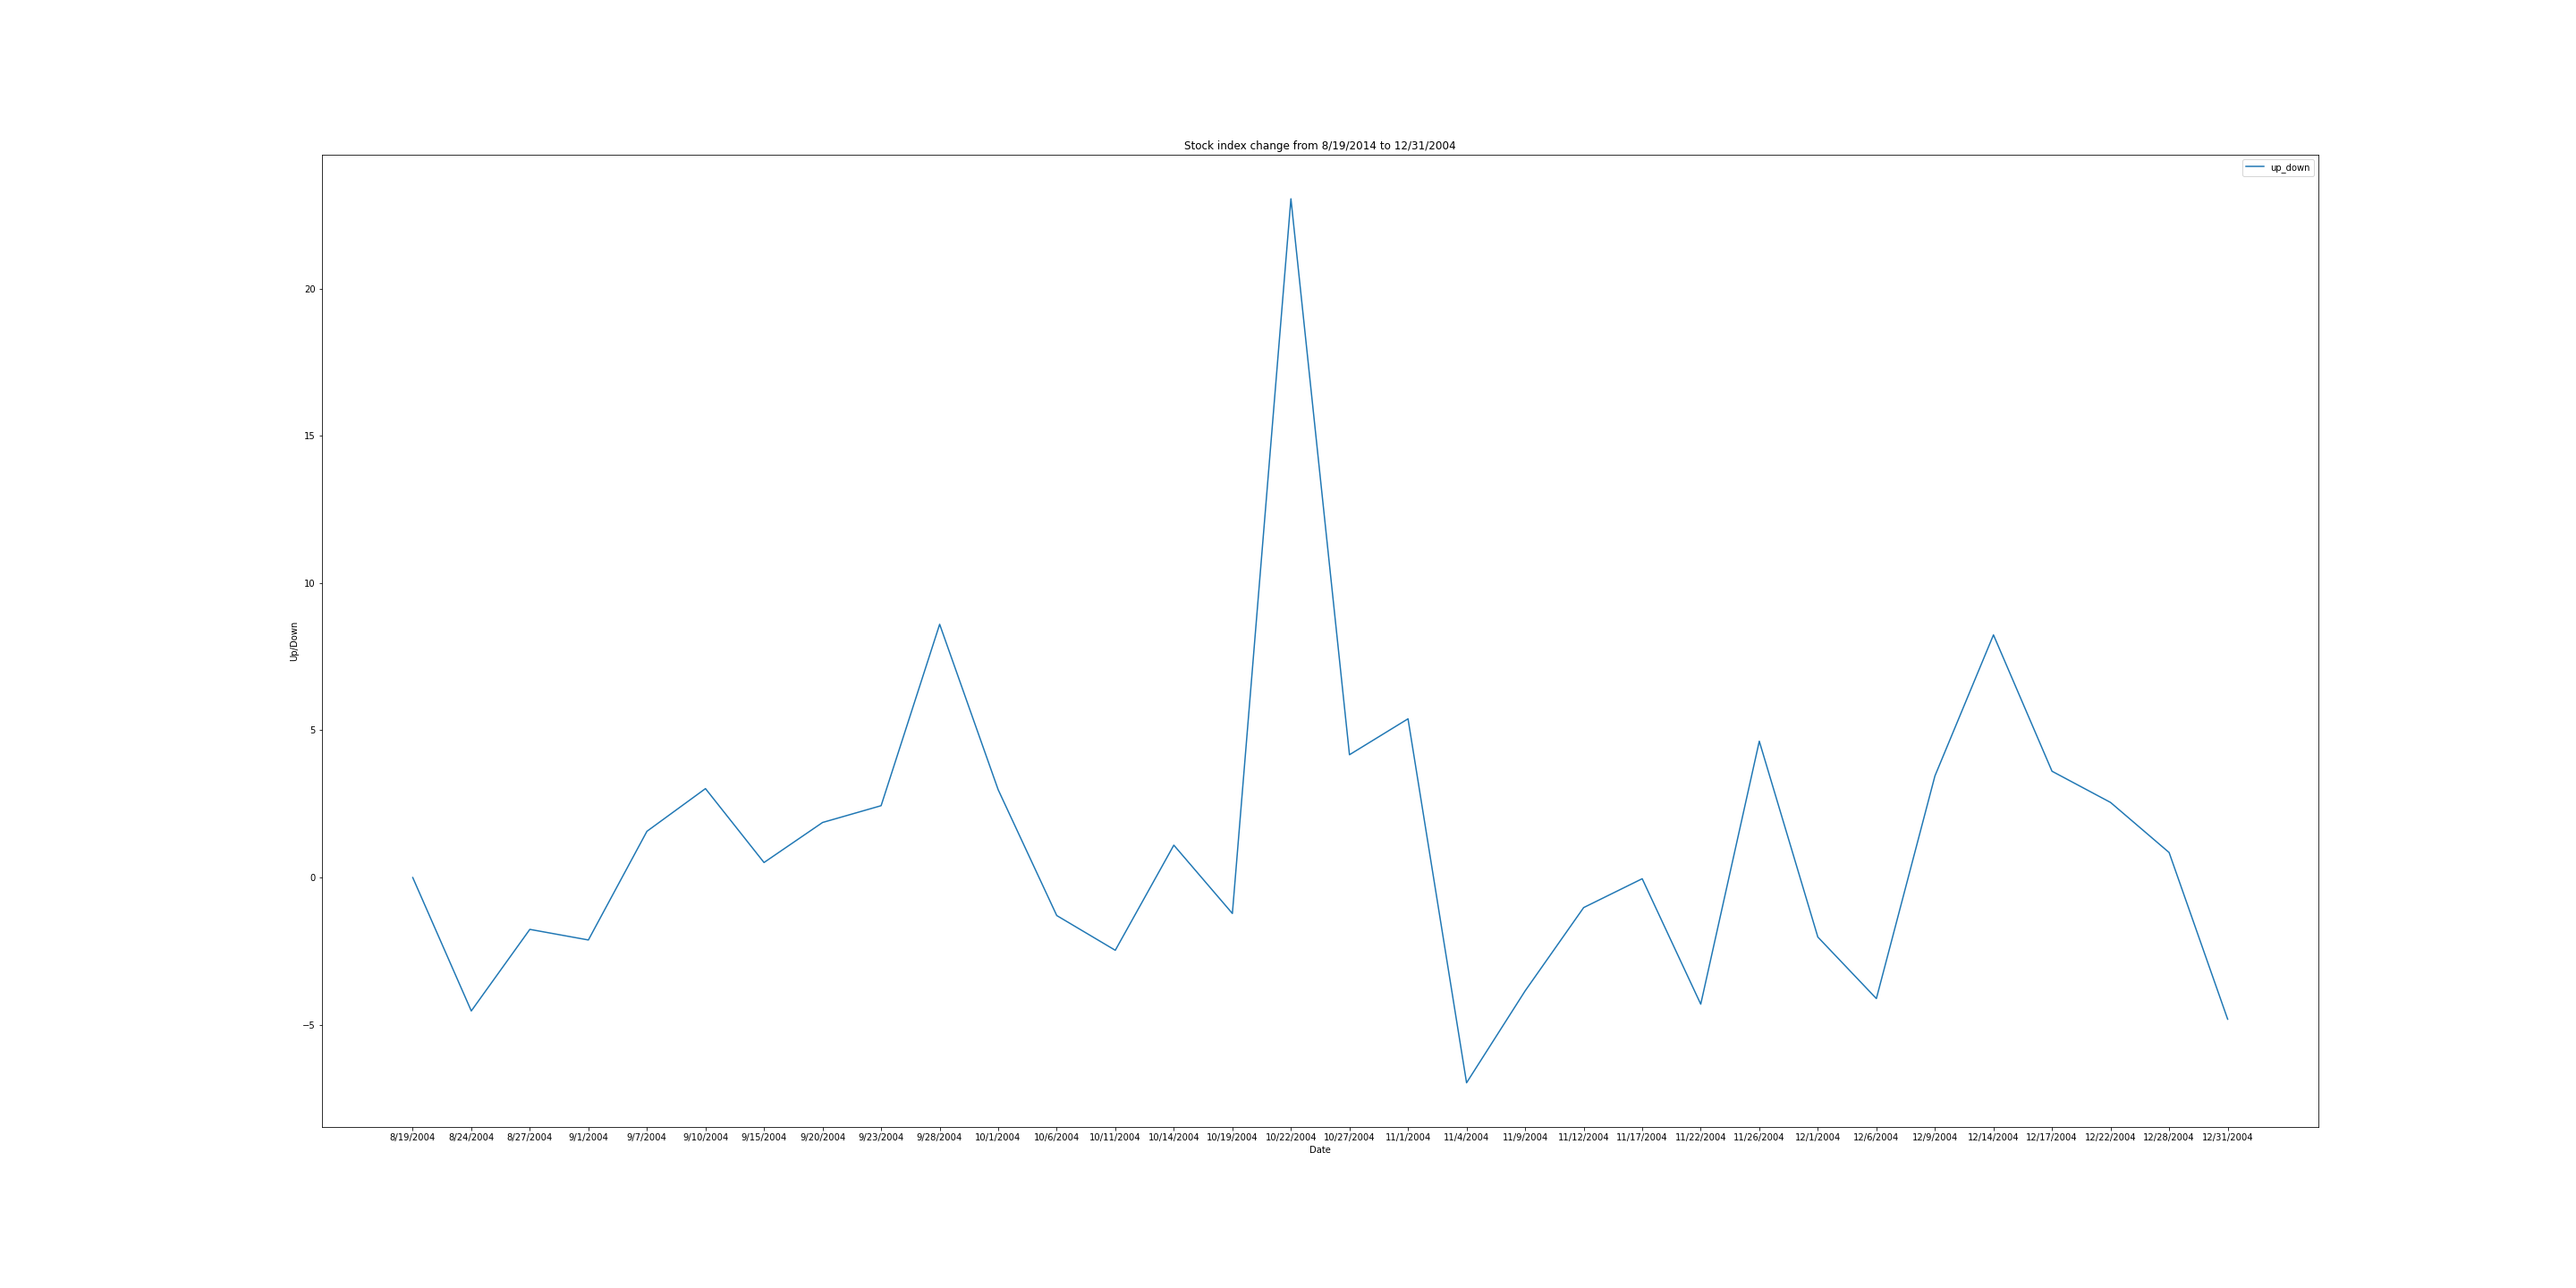 Stock index change from 8/19/2014 to 12/31/2004
up_down
20
15
10
5
0
−5
Up/Down
8/19/2004 8/24/2004 8/27/2004 9/1/2004 9/7/2004 9/10/2004 9/15/2004 9/20/2004 9/23/2004 9/28/2004 10/1/2004 10/6/2004 10/11/2004 10/14/2004 10/19/2004 10/22/2004 10/27/2004 11/1/2004 11/4/2004 11/9/2004 11/12/2004 11/17/2004 11/22/2004 11/26/2004 12/1/2004 12/6/2004 12/9/2004 12/14/2004 12/17/2004 12/22/2004 12/28/2004 12/31/2004
Date